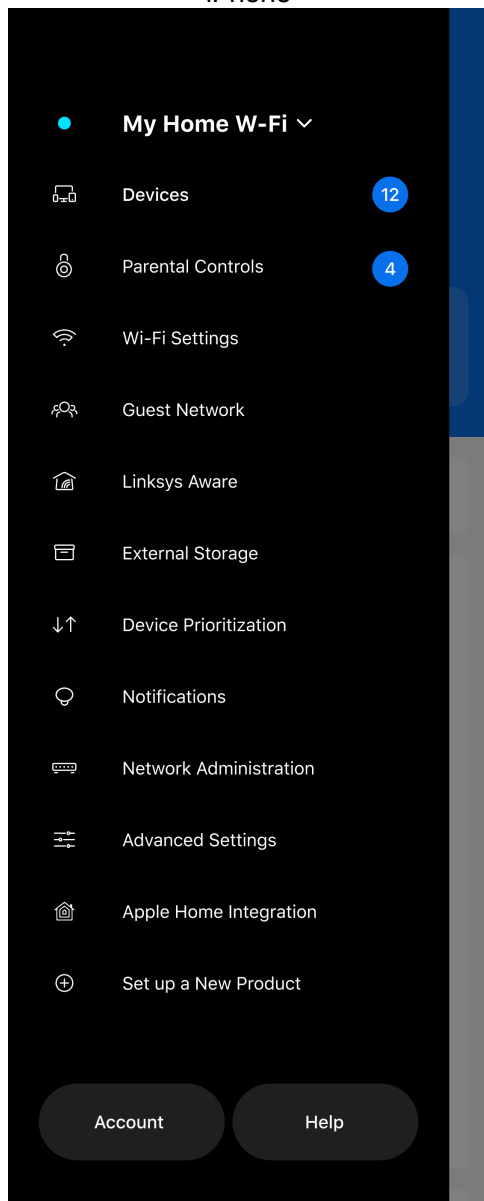 iPhone
My Home W-Fi
Devices 12
Parental Controls 4
Wi-Fi Settings
Guest Network
Linksys Aware
External Storage
Device Prioritization
Notifications
Network Administration
Advanced Settings
Apple Home Integration
Set up a New Product
Account Help